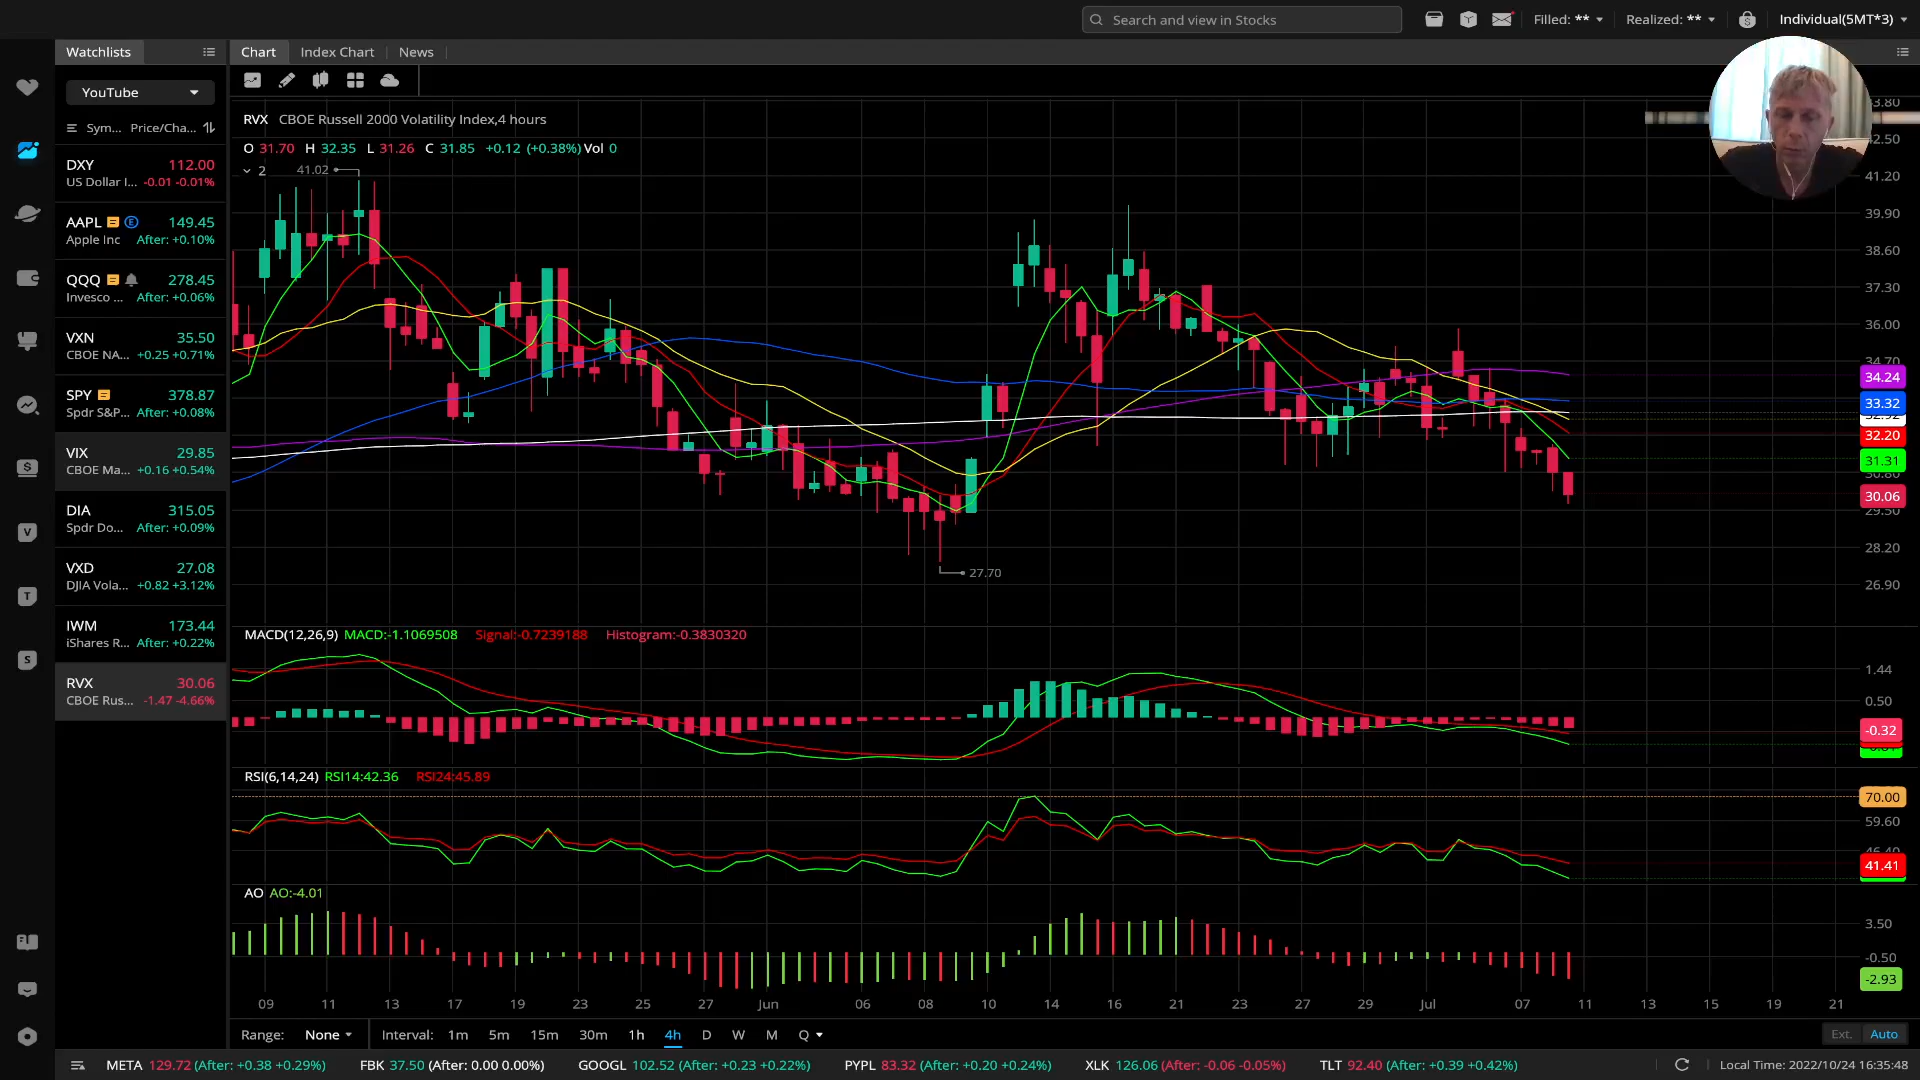 Search and view in Stocks
Filled: ** Realized: ** Individual(5MT*3)
Watchlists Chart Index Chart News
YouTube
Sym... Price/Cha...
DXY 112.00
US Dollar I... -0.01 -0.01%
AAPL E 149.45
Apple Inc After: +0.10%
QQQ 278.45
Invesco ... After: +0.06%
VXN 35.50
CBOE NA... +0.25 +0.71%
SPY 378.87
Spdr S&P... After: +0.08%
VIX 29.85
CBOE Ma... +0.16 +0.54%
DIA 315.05
Spdr Do... After: +0.09%
VXD 27.08
DJIA Vola... +0.82 +3.12%
IWM 173.44
iShares R... After: +0.22%
RVX 30.06
CBOE Rus... -1.47 -4.66%
RVX CBOE Russell 2000 Volatility Index,4 hours
O 31.70 H 32.35 L 31.26 C 31.85 +0.12 (+0.38%) Vol 0
2 41.02
27.70
41.20
39.90
38.60
37.30
36.00
34.70
34.24
33.32
32.20
31.31
30.06
29.50
28.20
26.90
MACD(12,26,9) MACD:-1.1069508 Signal:-0.7239188 Histogram:-0.3830320
1.44
0.50
-0.32
RSI(6,14,24) RSI14:42.36 RSI24:45.89
70.00
59.60
46.40
41.41
AO AO:-4.01
3.50
-0.50
-2.93
09 11 13 17 19 23 25 27 Jun 06 08 10 14 16 21 23 27 29 Jul 07 11 13 15 19 21
Range: None Interval: 1m 5m 15m 30m 1h 4h D W M Q Ext. Auto
META 129.72 (After: +0.38 +0.29%) FBK 37.50 (After: 0.00 0.00%) GOOGL 102.52 (After: +0.23 +0.22%) PYPL 83.32 (After: +0.20 +0.24%) XLK 126.06 (After: -0.06 -0.05%) TLT 92.40 (After: +0.39 +0.42%) Local Time: 2022/10/24 16:35:48